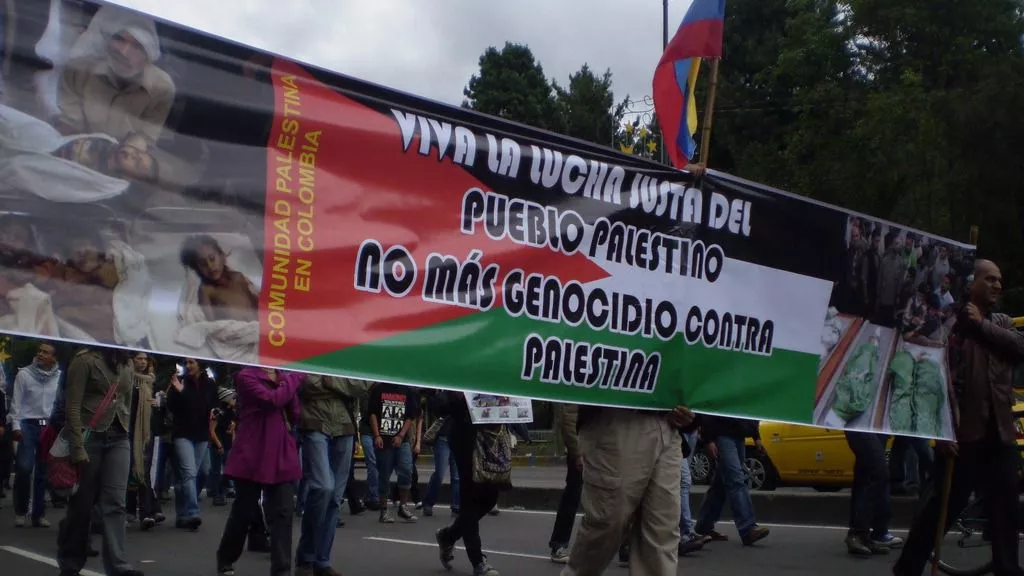 COMUNIDAD PALESTINA
EN COLOMBIA
VIVA LA LUCHA JUSTA DEL
PUEBLO PALESTINO
NO MÁS GENOCIDIO CONTRA
PALESTINA